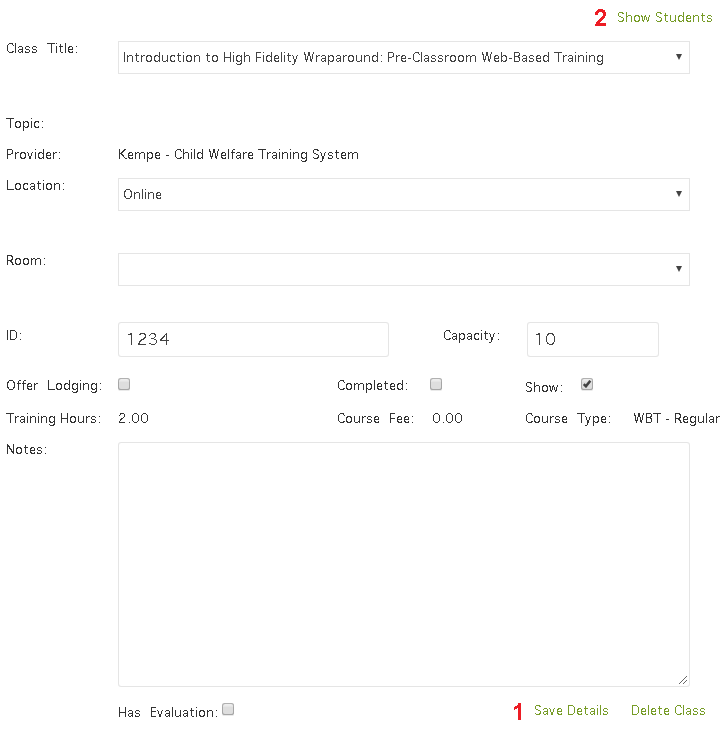 2 Show Students
Class Title: Introduction to High Fidelity Wraparound: Pre-Classroom Web-Based Training
Topic:
Provider: Kempe - Child Welfare Training System
Location: Online
Room:
ID: 1234 Capacity: 10
Offer Lodging: Completed: Show:
Training Hours: 2.00 Course Fee: 0.00 Course Type: WBT - Regular
Notes:
Has Evaluation: 1 Save Details Delete Class